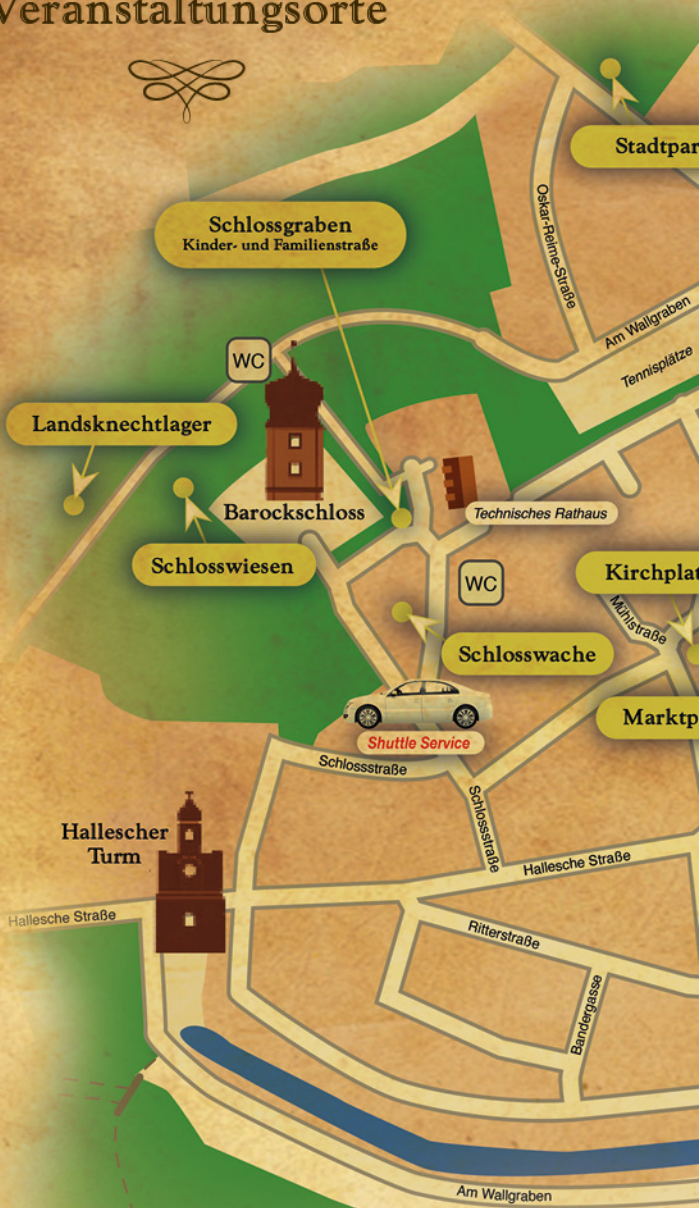 Veranstaltungsorte
Stadtpar
Oskar-Reime-Straße
Schlossgraben
Kinder- und Familienstraße
Am Wallgraben
Tennisplätze
WC
Landsknechtlager
Barockschloss
Technisches Rathaus
Schlosswiesen
WC
Kirchplat
Mühlstraße
Schlosswache
Marktp
Shuttle Service
Schlossstraße
Schlossstraße
Hallescher
Turm
Hallesche Straße
Hallesche Straße
Ritterstraße
Bandergasse
Am Wallgraben